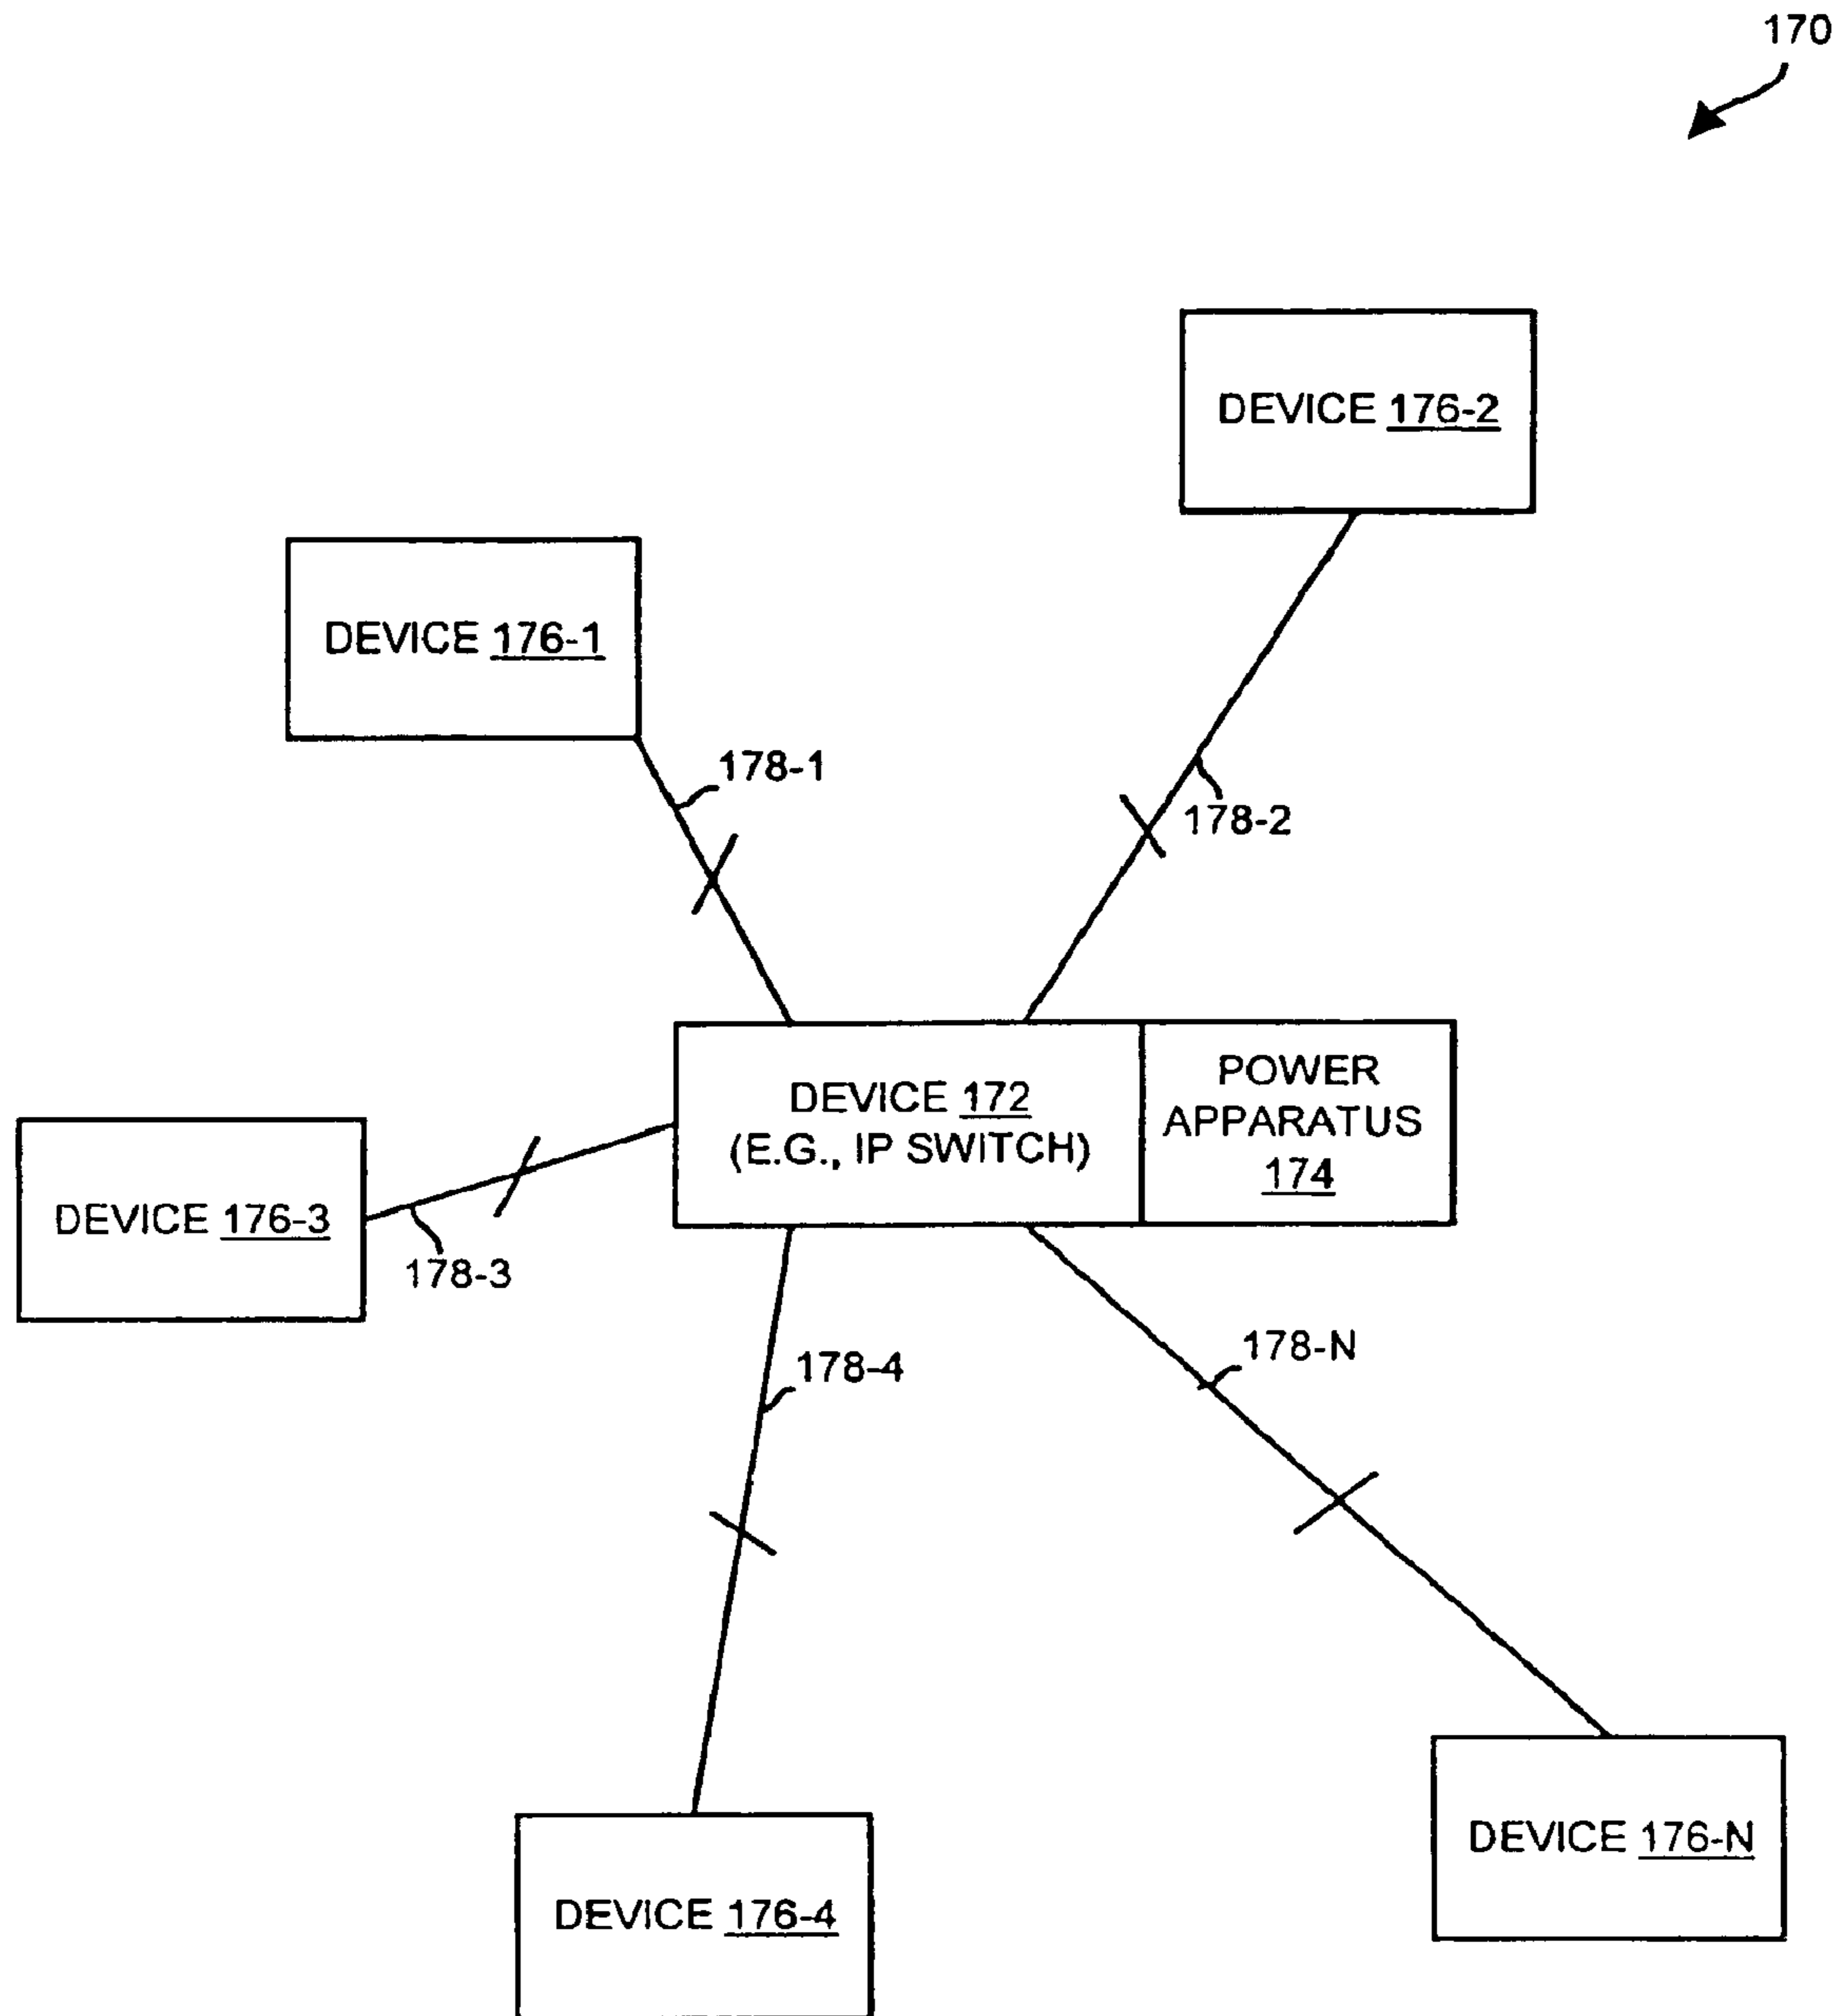 170
DEVICE 176-2
DEVICE 176-1
178-1
178-2
DEVICE 172
(E.G., IP SWITCH)
POWER
APPARATUS
174
DEVICE 176-3
178-3
178-4
178-N
DEVICE 176-N
DEVICE 176-4